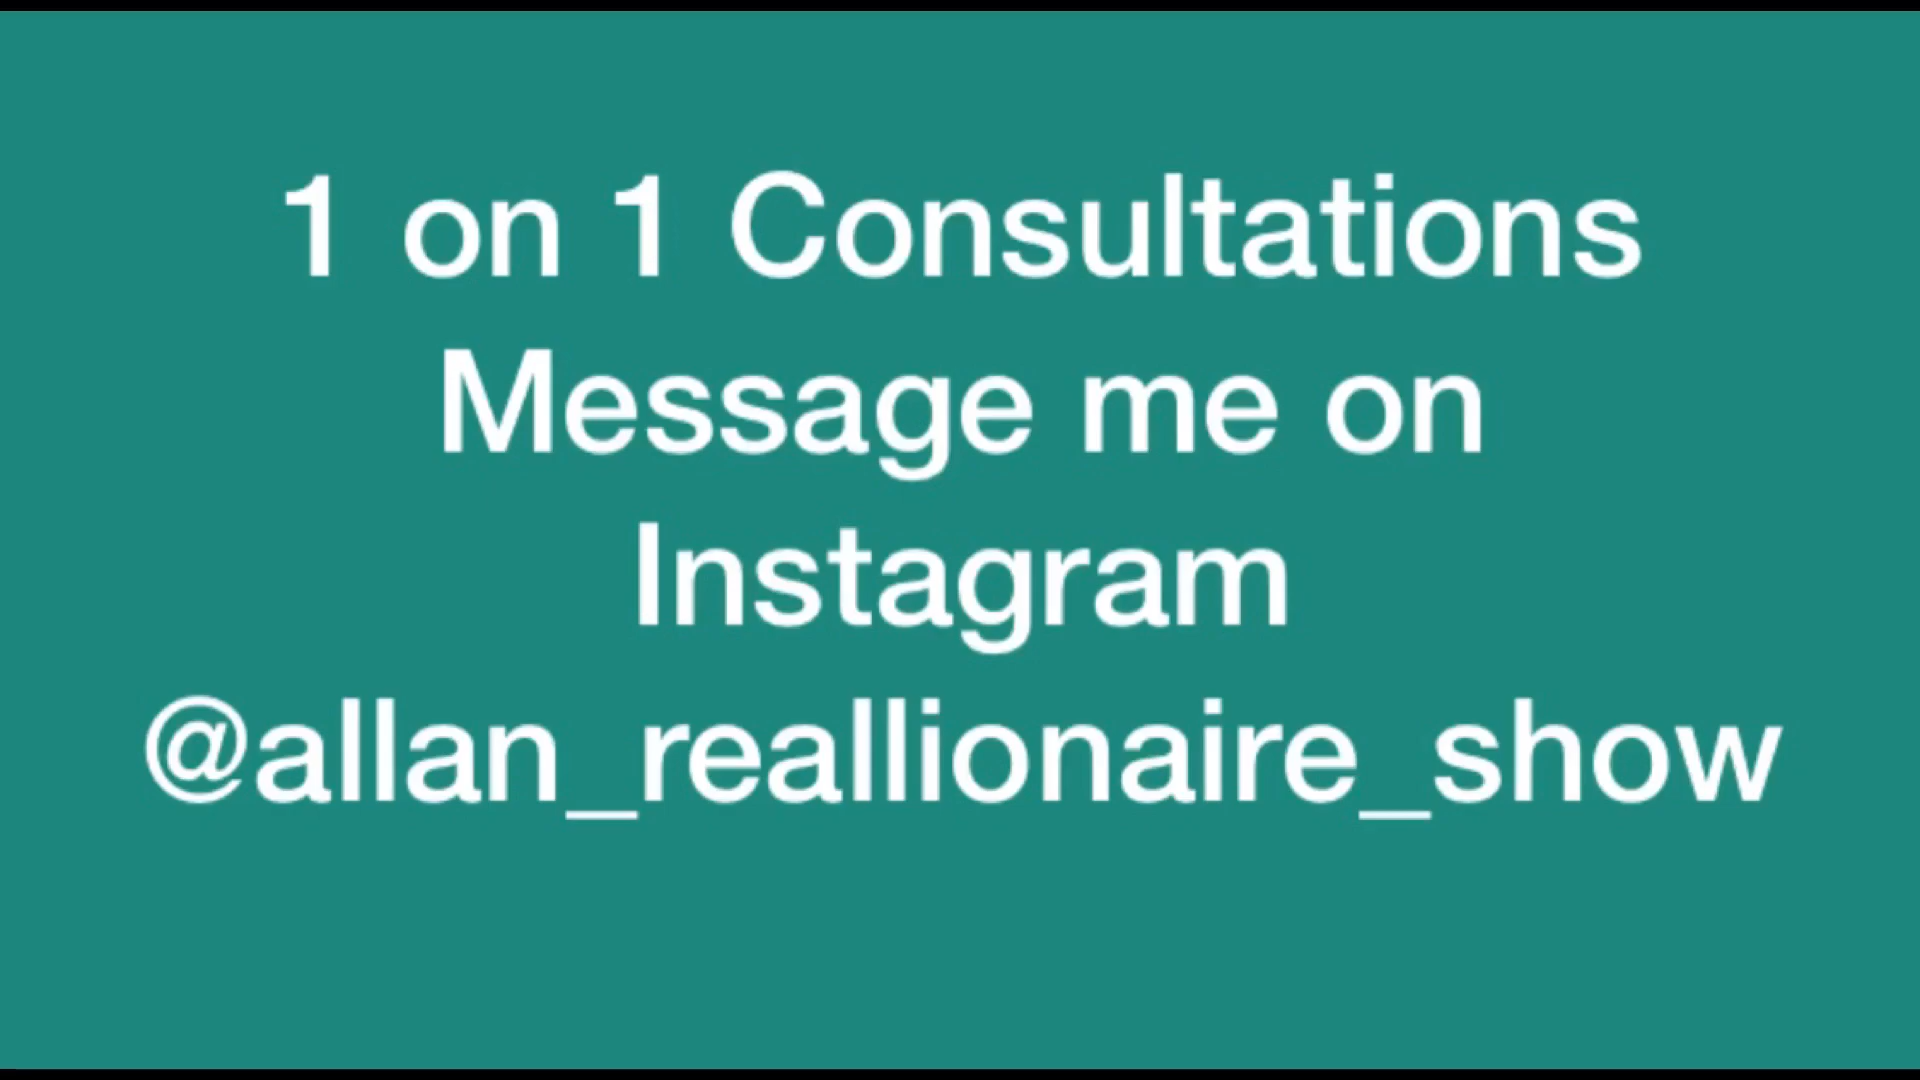 1 on 1 Consultations
Message me on
Instagram
@allan_reallionaire_show